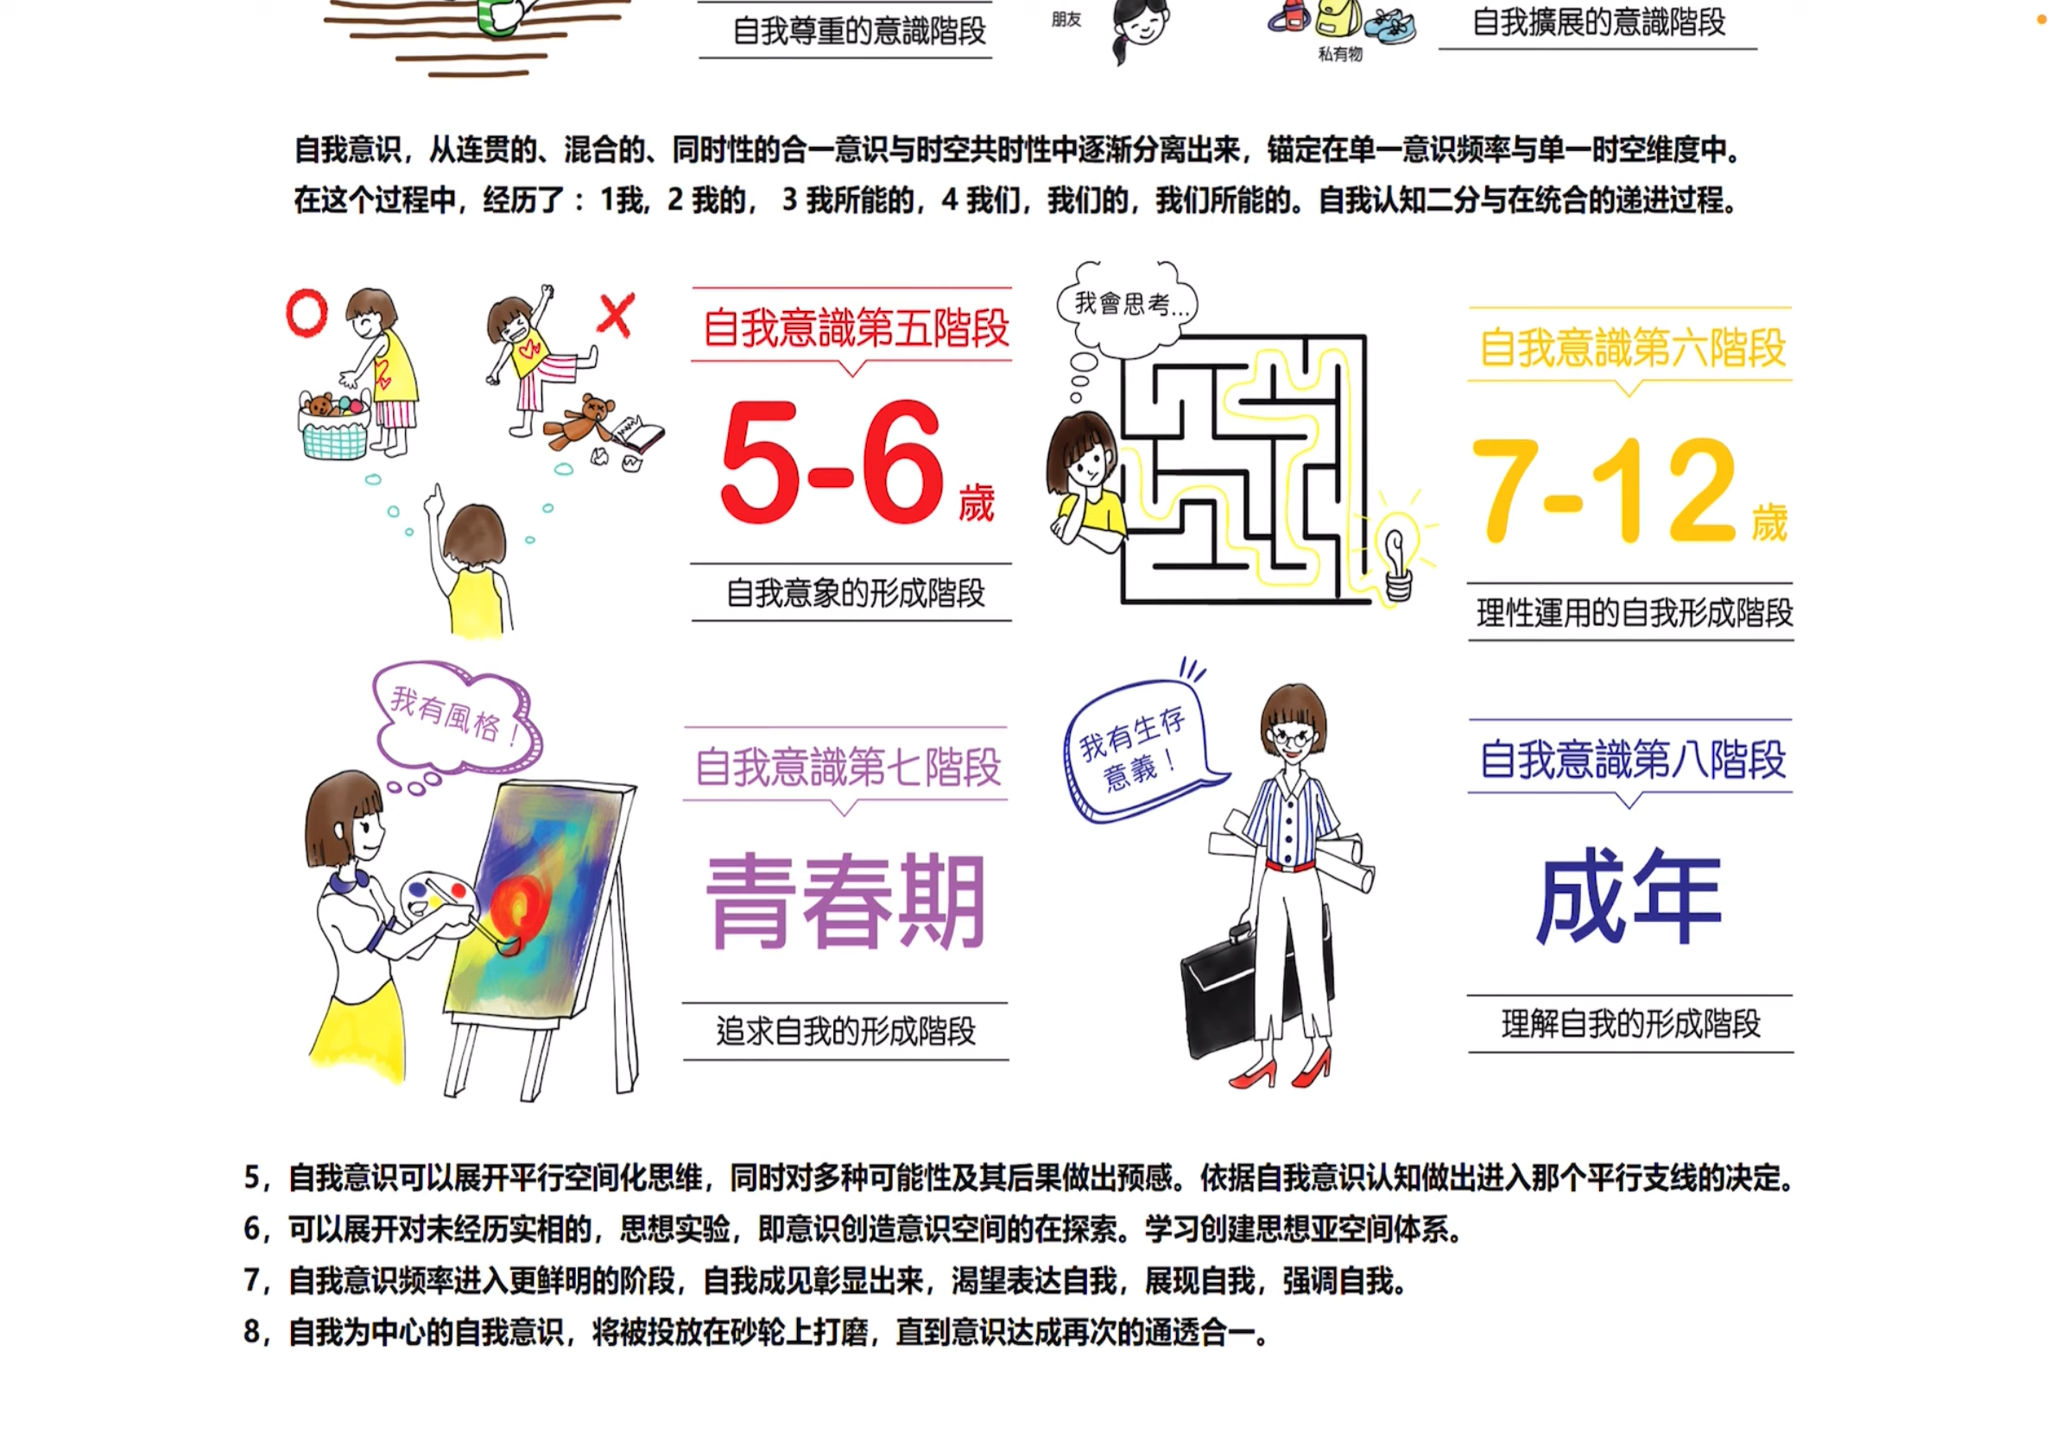 自我尊重的意識階段
朋友
私有物
自我擴展的意識階段
自我意识，从连贯的、混合的、同时性的合一意识与时空共时性中逐渐分离出来，锚定在单一意识频率与单一时空维度中。
在这个过程中，经历了：1我，2 我的， 3 我所能的，4 我们，我们的，我们所能的。自我认知二分与在统合的递进过程。
自我意識第五階段
5-6歲
自我意象的形成階段
我會思考...
自我意識第六階段
7-12歲
理性運用的自我形成階段
我有風格！
自我意識第七階段
青春期
追求自我的形成階段
我有生存
意義！
自我意識第八階段
成年
理解自我的形成階段
5，自我意识可以展开平行空间化思维，同时对多种可能性及其后果做出预感。依据自我意识认知做出进入那个平行支线的决定。
6，可以展开对未经历实相的，思想实验，即意识创造意识空间的在探索。学习创建思想亚空间体系。
7，自我意识频率进入更鲜明的阶段，自我成见彰显出来，渴望表达自我，展现自我，强调自我。
8，自我为中心的自我意识，将被投放在砂轮上打磨，直到意识达成再次的通透合一。